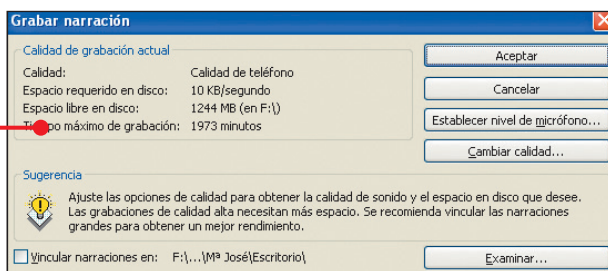 Grabar narración
Calidad de grabación actual
Calidad: Calidad de teléfono
Espacio requerido en disco: 10 KB/segundo
Espacio libre en disco: 1244 MB (en F:\)
Tiempo máximo de grabación: 1973 minutos
Aceptar
Cancelar
Establecer nivel de micrófono...
Cambiar calidad...
Sugerencia
Ajuste las opciones de calidad para obtener la calidad de sonido y el espacio en disco que desee.
Las grabaciones de calidad alta necesitan más espacio. Se recomienda vincular las narraciones
grandes para obtener un mejor rendimiento.
Vincular narraciones en: F:\...\Mª José\Escritorio\
Examinar...